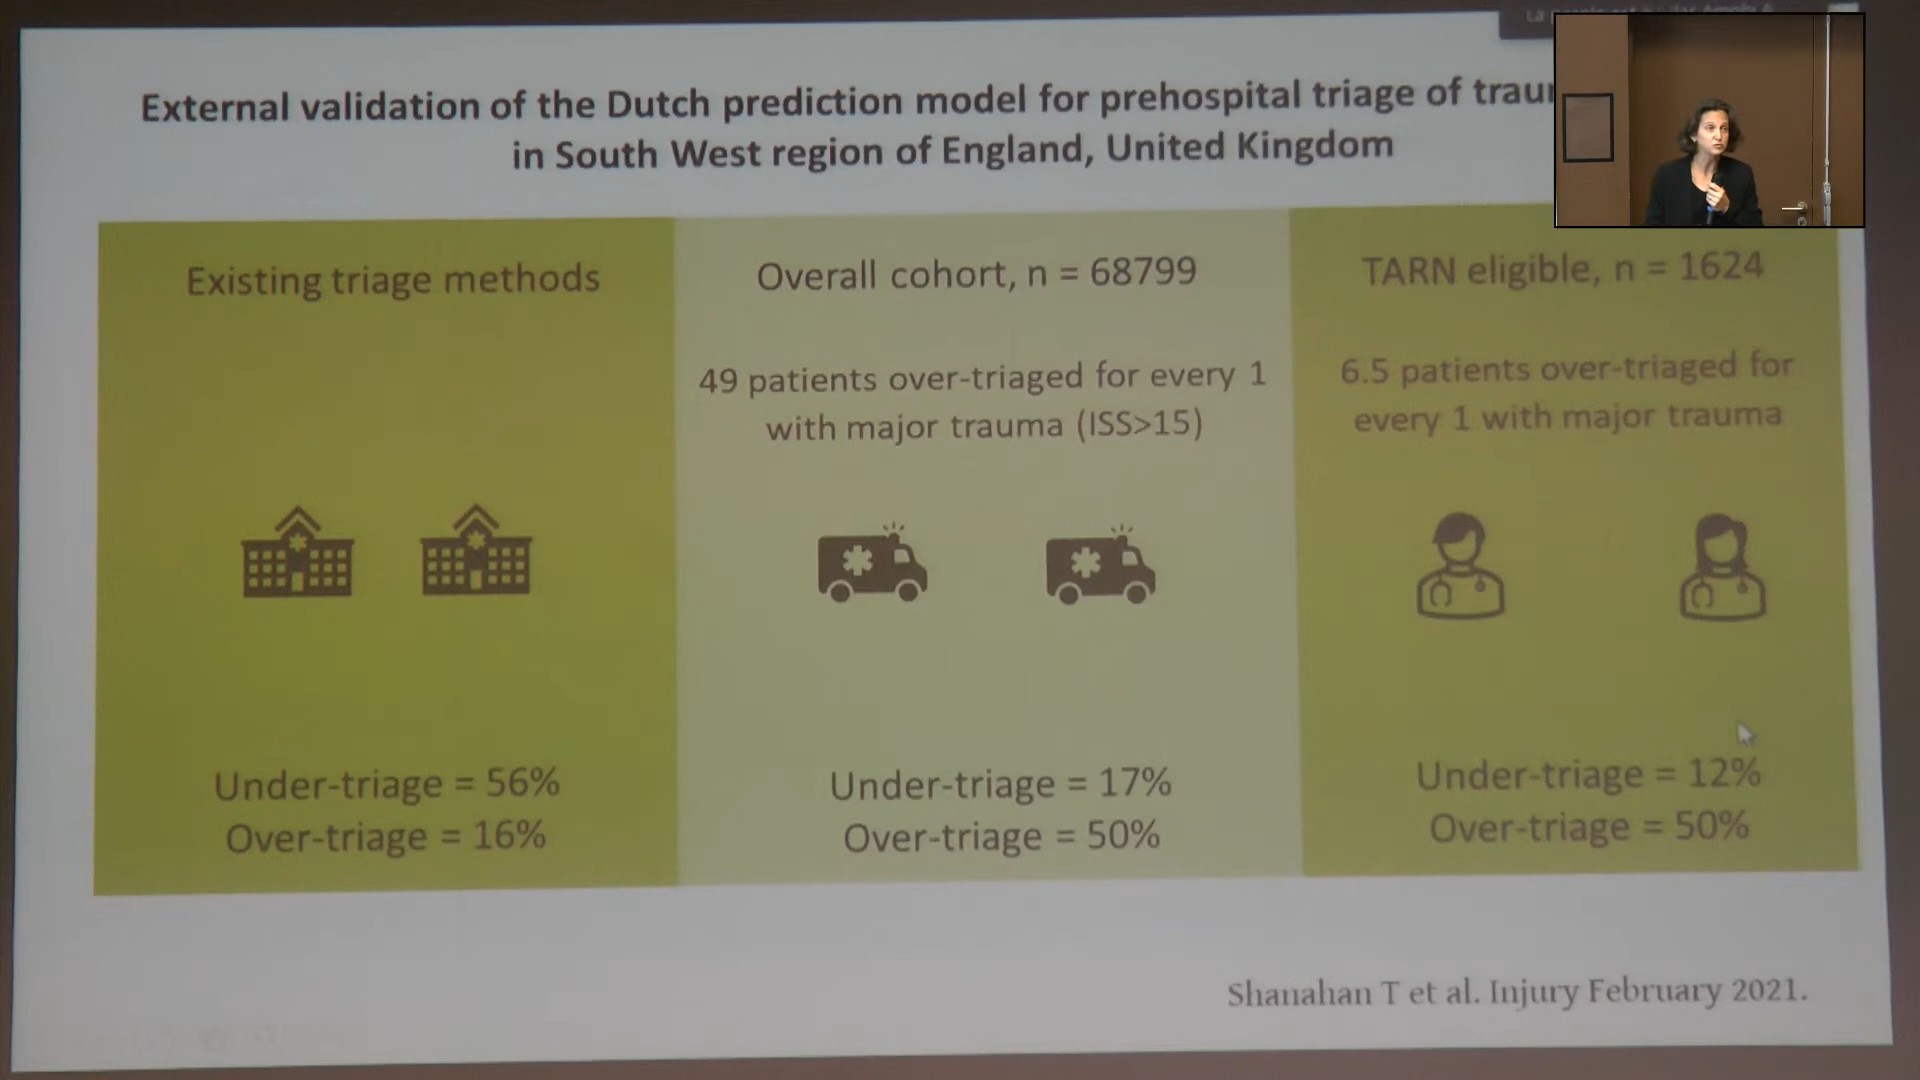 External validation of the Dutch prediction model for prehospital triage of
in South West region of England, United Kingdom
Existing triage methods
Under-triage = 56%
Over-triage = 16%
Overall cohort, n = 68799
49 patients over-triaged for every 1
with major trauma (ISS>15)
Under-triage = 17%
Over-triage = 50%
TARN eligible, n = 1624
6.5 patients over-triaged for
every 1 with major trauma
Under-triage = 12%
Over-triage = 50%
Shanahan T et al. Injury February 2021.